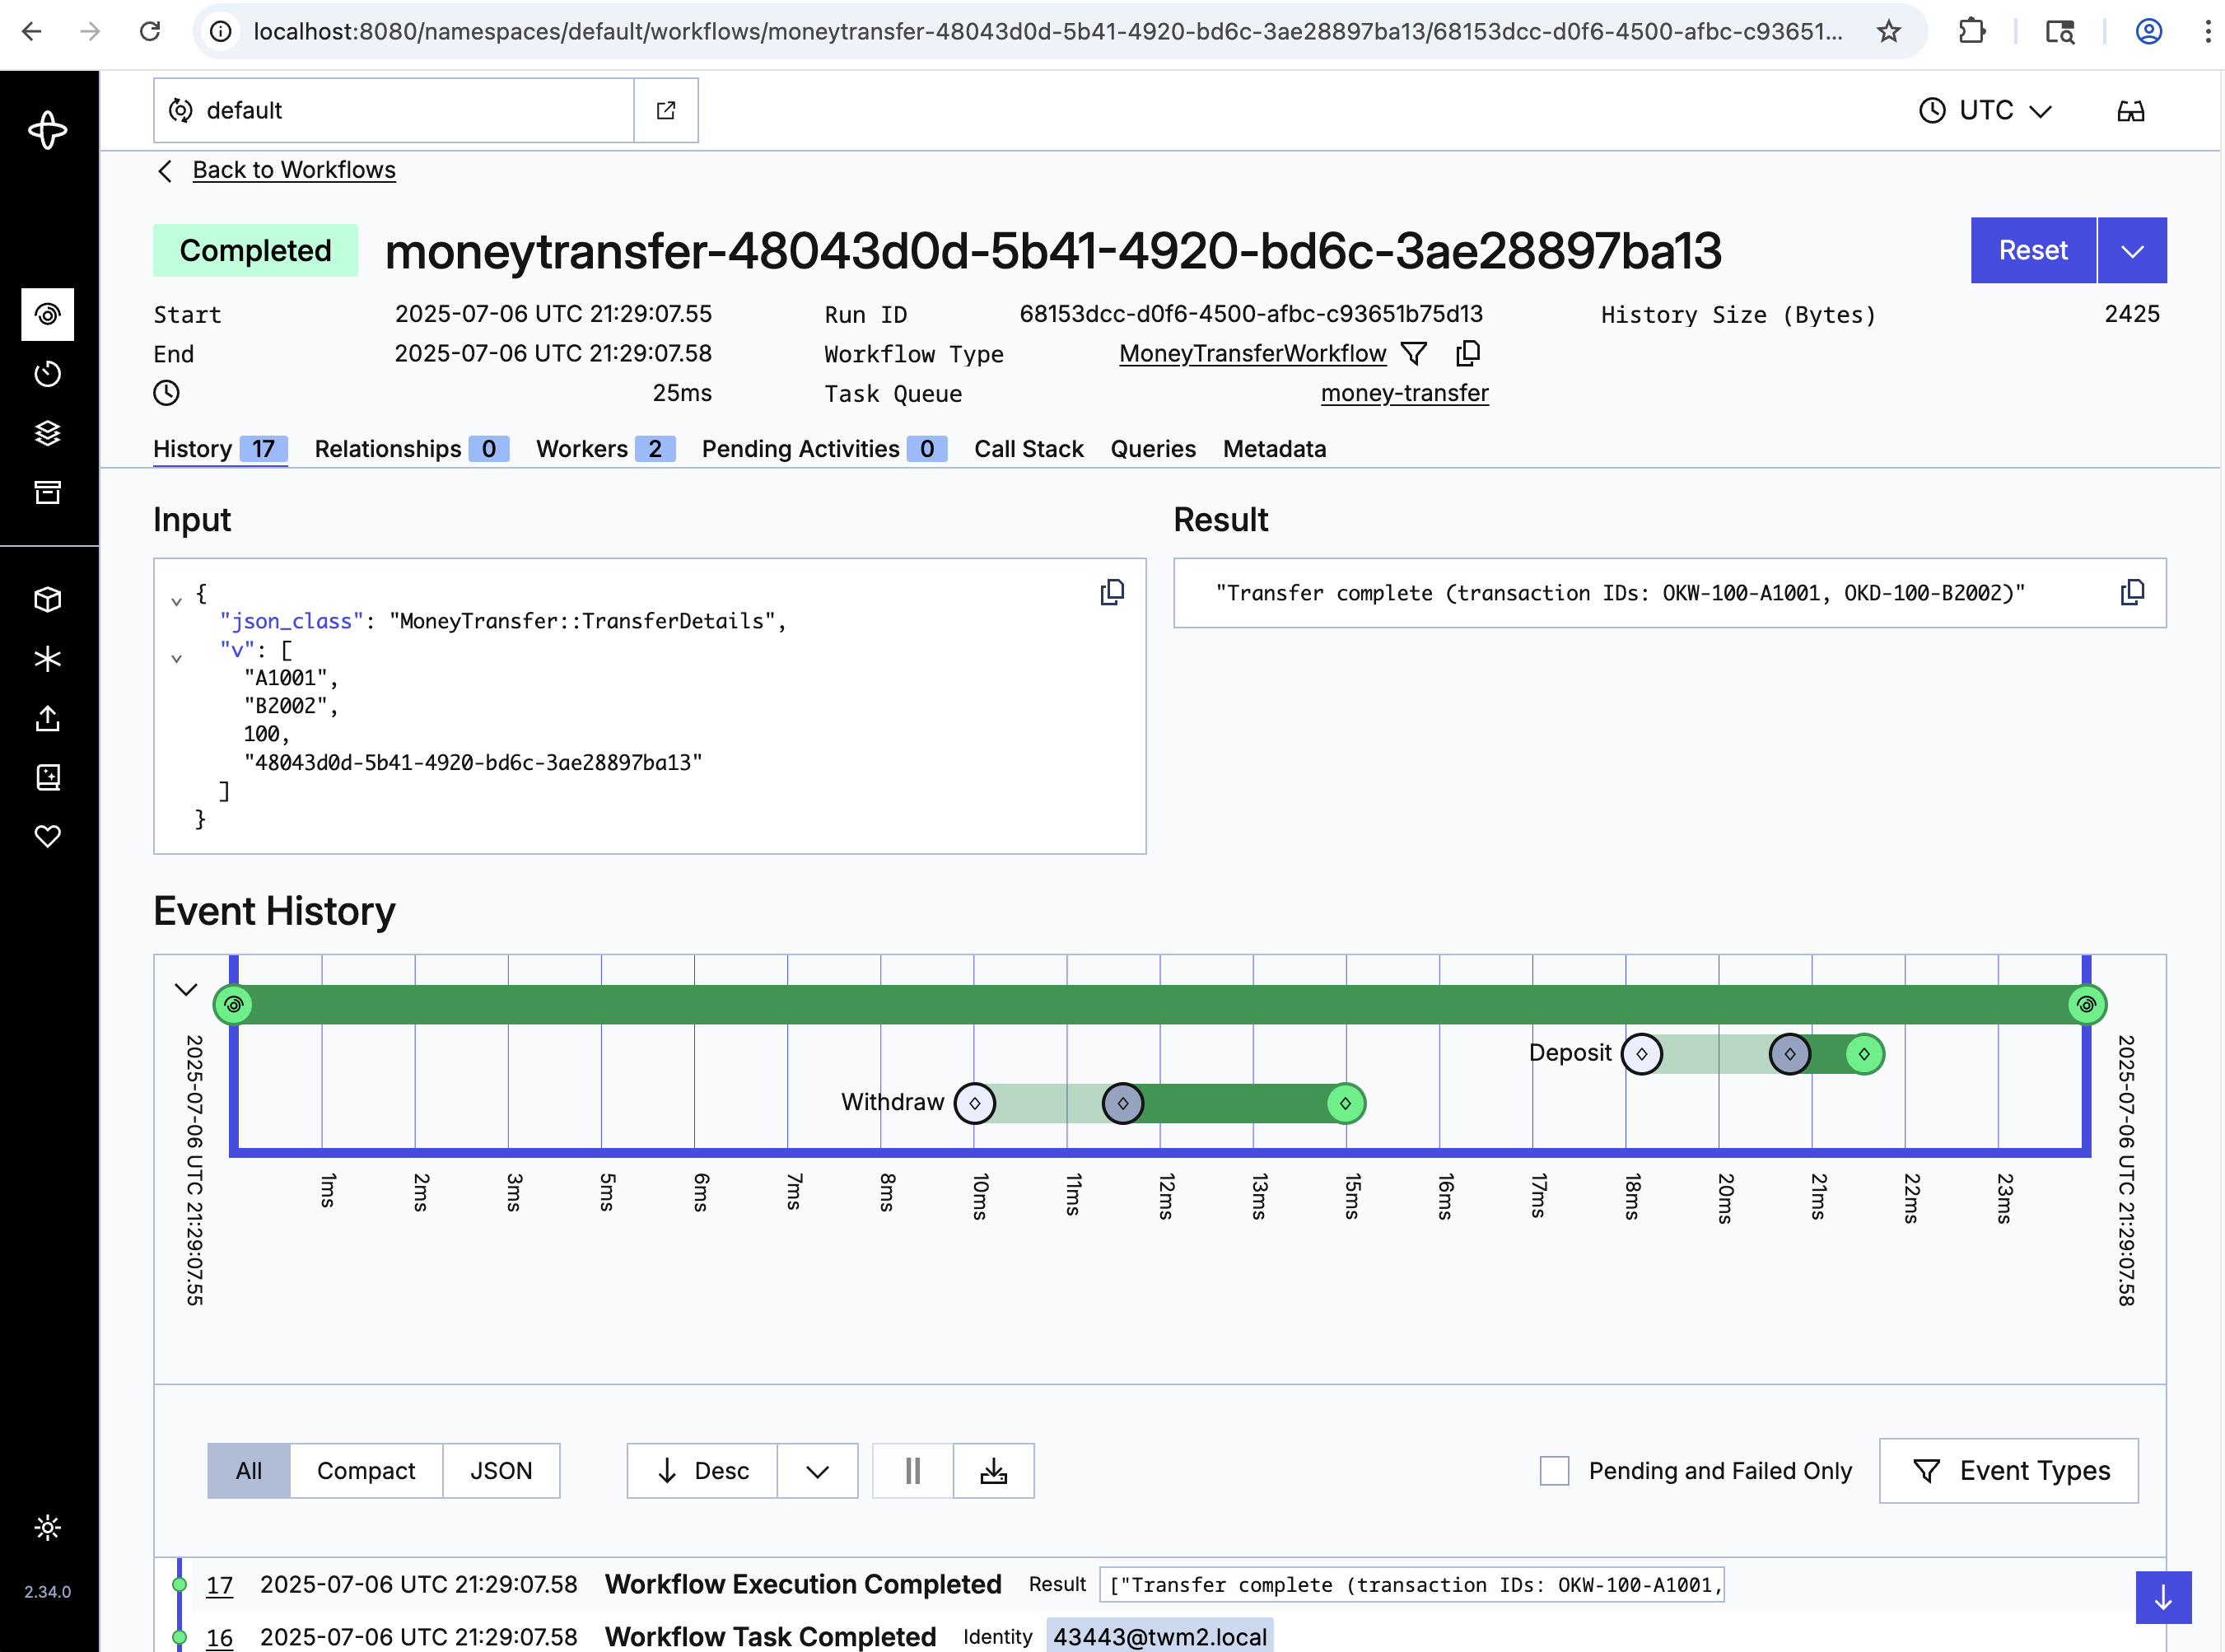 localhost:8080/namespaces/default/workflows/moneytransfer-48043d0d-5b41-4920-bd6c-3ae28897ba13/68153dcc-d0f6-4500-afbc-c93651...
default
UTC
Back to Workflows
Completed
moneytransfer-48043d0d-5b41-4920-bd6c-3ae28897ba13
Reset
Start 2025-07-06 UTC 21:29:07.55 Run ID 68153dcc-d0f6-4500-afbc-c93651b75d13 History Size (Bytes) 2425
End 2025-07-06 UTC 21:29:07.58 Workflow Type MoneyTransferWorkflow
25ms Task Queue money-transfer
History 17 Relationships 0 Workers 2 Pending Activities 0 Call Stack Queries Metadata
Input
{
"json_class": "MoneyTransfer::TransferDetails",
"v": [
"A1001",
"B2002",
100,
"48043d0d-5b41-4920-bd6c-3ae28897ba13"
]
}
Result
"Transfer complete (transaction IDs: OKW-100-A1001, OKD-100-B2002)"
Event History
Deposit
Withdraw
2025-07-06 UTC 21:29:07.55
1ms 2ms 3ms 5ms 6ms 7ms 8ms 10ms 11ms 12ms 13ms 15ms 16ms 17ms 18ms 20ms 21ms 22ms 23ms
2025-07-06 UTC 21:29:07.58
All Compact JSON Desc Pending and Failed Only Event Types
17 2025-07-06 UTC 21:29:07.58 Workflow Execution Completed Result ["Transfer complete (transaction IDs: OKW-100-A1001,
16 2025-07-06 UTC 21:29:07.58 Workflow Task Completed Identity 43443@twm2.local
2.34.0